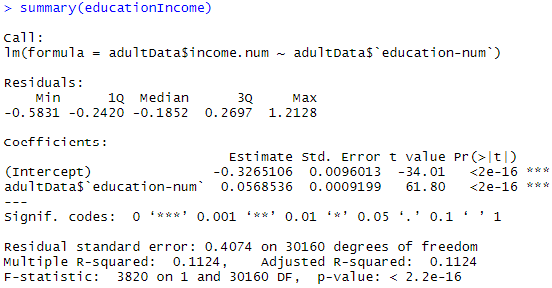 > summary(educationIncome)
Call:
lm(formula = adultData$income.num ~ adultData$`education-num`)
Residuals:
    Min      1Q  Median      3Q     Max
-0.5831 -0.2420 -0.1852  0.2697  1.2128
Coefficients:
                           Estimate Std. Error t value Pr(>|t|)
(Intercept)              -0.3265106  0.0096013  -34.01   <2e-16 ***
adultData$`education-num`  0.0568536  0.0009199   61.80   <2e-16 ***
---
Signif. codes:  0 ‘***’ 0.001 ‘**’ 0.01 ‘*’ 0.05 ‘.’ 0.1 ‘ ’ 1
Residual standard error: 0.4074 on 30160 degrees of freedom
Multiple R-squared:  0.1124,    Adjusted R-squared:  0.1124
F-statistic:  3820 on 1 and 30160 DF,  p-value: < 2.2e-16